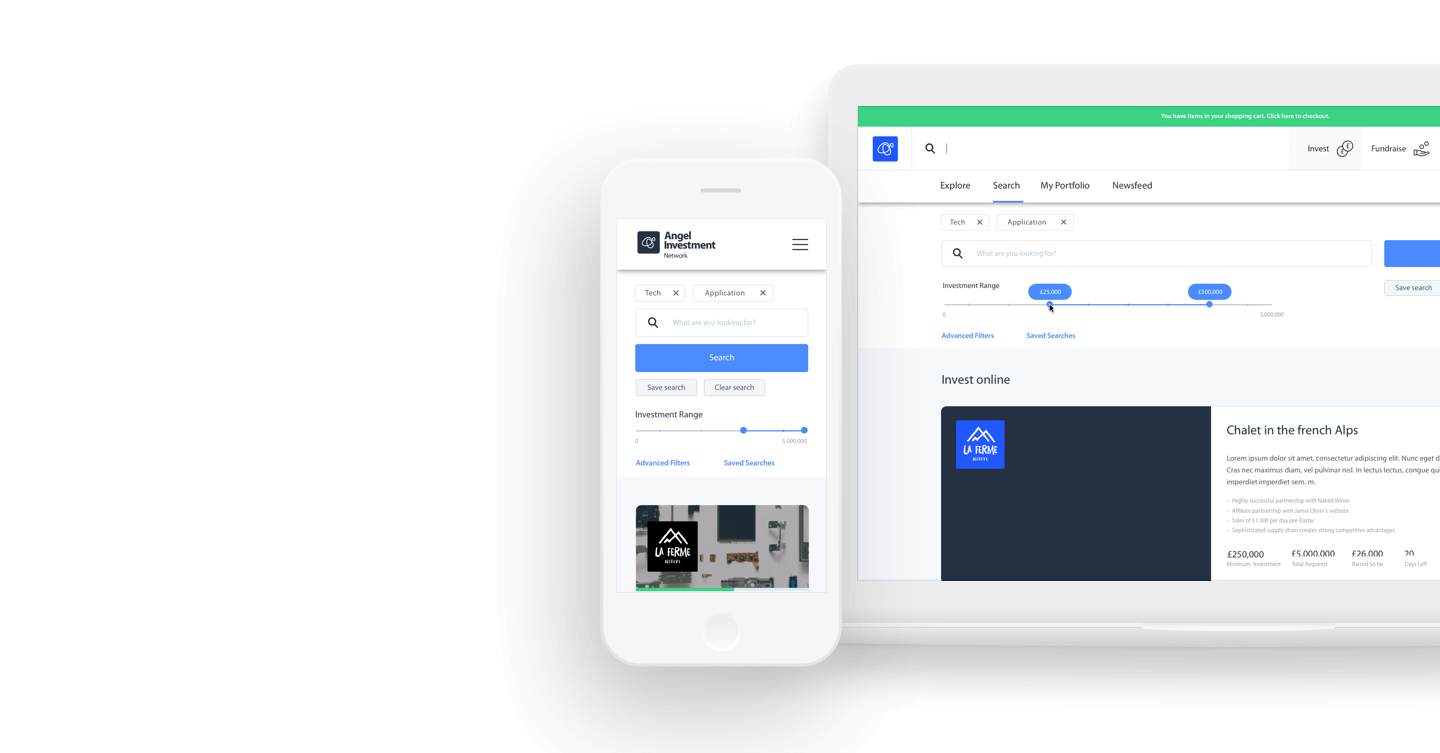 Angel
Investment
Network
Tech
Application
What are you looking for?
Search
Save search
Clear search
Investment Range
0
5,000,000
Advanced Filters
Saved Searches
LA FERME
You have items in your shopping cart. Click here to checkout.
Invest
Fundraise
Explore
Search
My Portfolio
Newsfeed
Tech
Application
What are you looking for?
Investment Range
£25,000
£500,000
0
5,000,000
Save search
Advanced Filters
Saved Searches
Invest online
LA FERME
Chalet in the french Alps
Lorem ipsum dolor sit amet, consectetur adipiscing elit. Nunc eget d
Cras nec maximus diam, vel pulvinar nisl. In lectus lectus, congue qu
imperdiet imperdiet sem. m.
– Highly successful partnership with Naked Wines
– Affiliate partnership with Jamie Oliver's website
– Sales of £1,300 per day pre-Easter
– Sophisticated supply chain creates strong competitive advantages
£250,000 £5,000,000 £26,000 20
Minimum Investment Total Required Raised So far Days Left